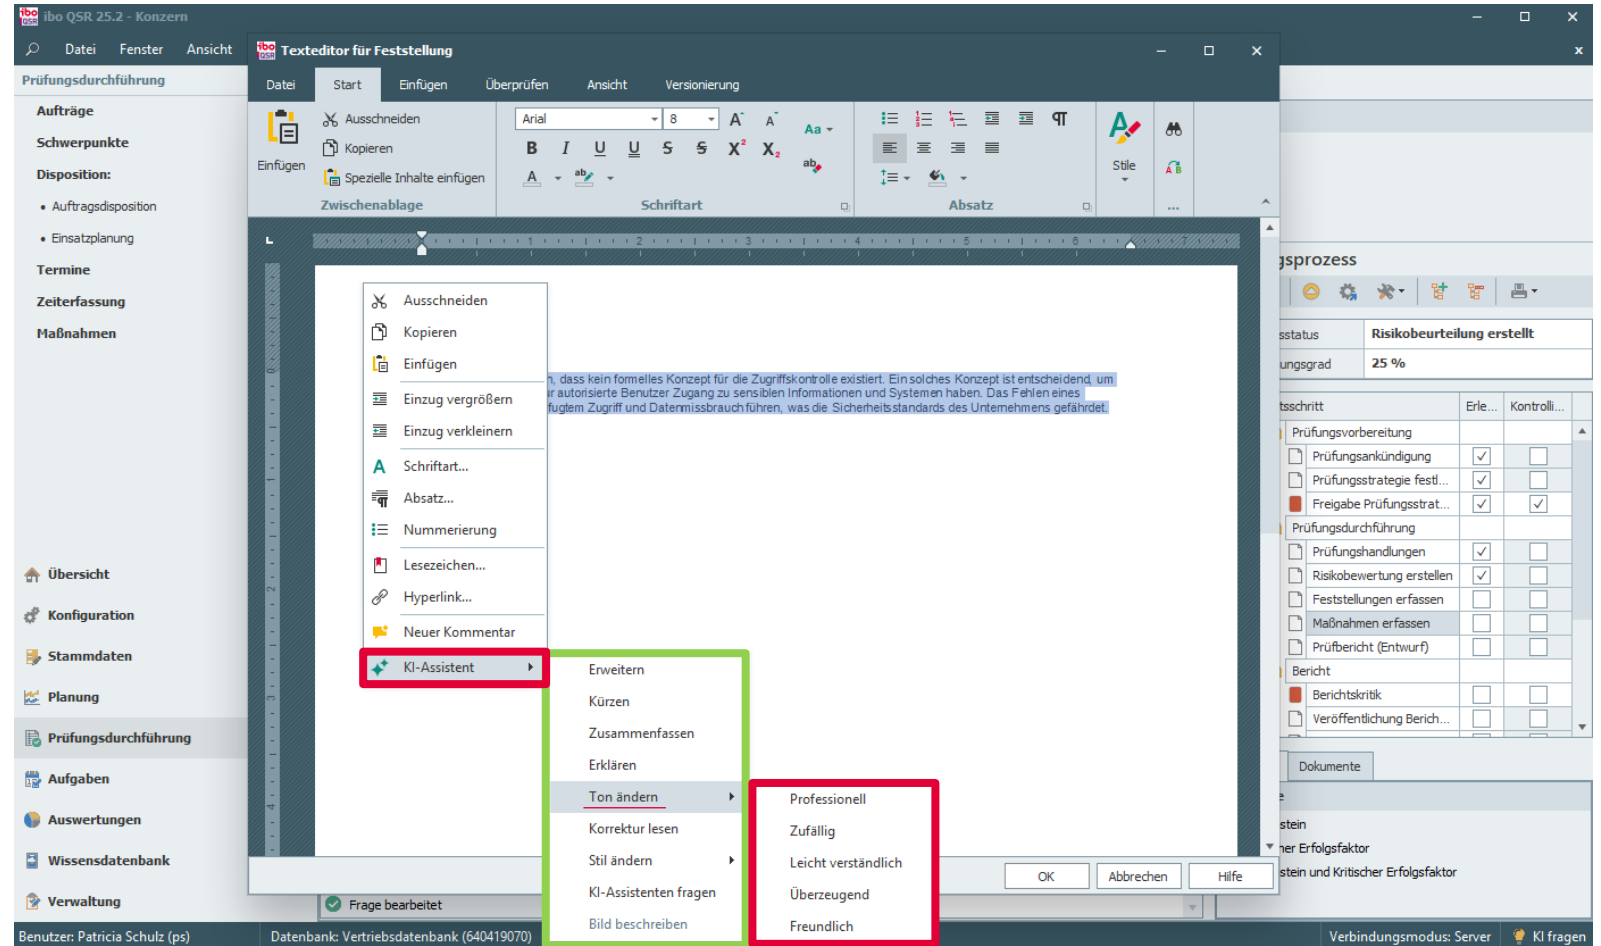 ibo QSR 25.2 - Konzern
Datei Fenster Ansicht
Prüfungsdurchführung
Aufträge
Schwerpunkte
Disposition:
• Auftragsdisposition
• Einsatzplanung
Termine
Zeiterfassung
Maßnahmen
Übersicht
Konfiguration
Stammdaten
Planung
Prüfungsdurchführung
Aufgaben
Auswertungen
Wissensdatenbank
Verwaltung
Texteditor für Feststellung
Datei Start Einfügen Überprüfen Ansicht Versionierung
Einfügen
Ausschneiden
Kopieren
Spezielle Inhalte einfügen
Zwischenablage
Arial 8
Schriftart
Absatz
Stile
...
1 2 3 4 5 6 7
, dass kein formelles Konzept für die Zugriffskontrolle existiert. Ein solches Konzept ist entscheidend, um
autorisierte Benutzer Zugang zu sensiblen Informationen und Systemen haben. Das Fehlen eines
fugtem Zugriff und Datenmissbrauch führen, was die Sicherheitsstandards des Unternehmens gefährdet.
Ausschneiden
Kopieren
Einfügen
Einzug vergrößern
Einzug verkleinern
Schriftart...
Absatz...
Nummerierung
Lesezeichen...
Hyperlink...
Neuer Kommentar
KI-Assistent
Erweitern
Kürzen
Zusammenfassen
Erklären
Ton ändern
Korrektur lesen
Stil ändern
KI-Assistenten fragen
Bild beschreiben
Professionell
Zufällig
Leicht verständlich
Überzeugend
Freundlich
OK Abbrechen Hilfe
Frage bearbeitet
gsprozess
sstatus Risikobeurteilung erstellt
ungsgrad 25 %
tsschritt Erle... Kontrolli...
Prüfungsvorbereitung
Prüfungsankündigung
Prüfungsstrategie festl...
Freigabe Prüfungsstrat...
Prüfungsdurchführung
Prüfungshandlungen
Risikobewertung erstellen
Feststellungen erfassen
Maßnahmen erfassen
Prüfbericht (Entwurf)
Bericht
Berichtskritik
Veröffentlichung Berich...
Dokumente
stein
her Erfolgsfaktor
stein und Kritischer Erfolgsfaktor
Benutzer: Patricia Schulz (ps) Datenbank: Vertriebsdatenbank (640419070) Verbindungsmodus: Server KI fragen